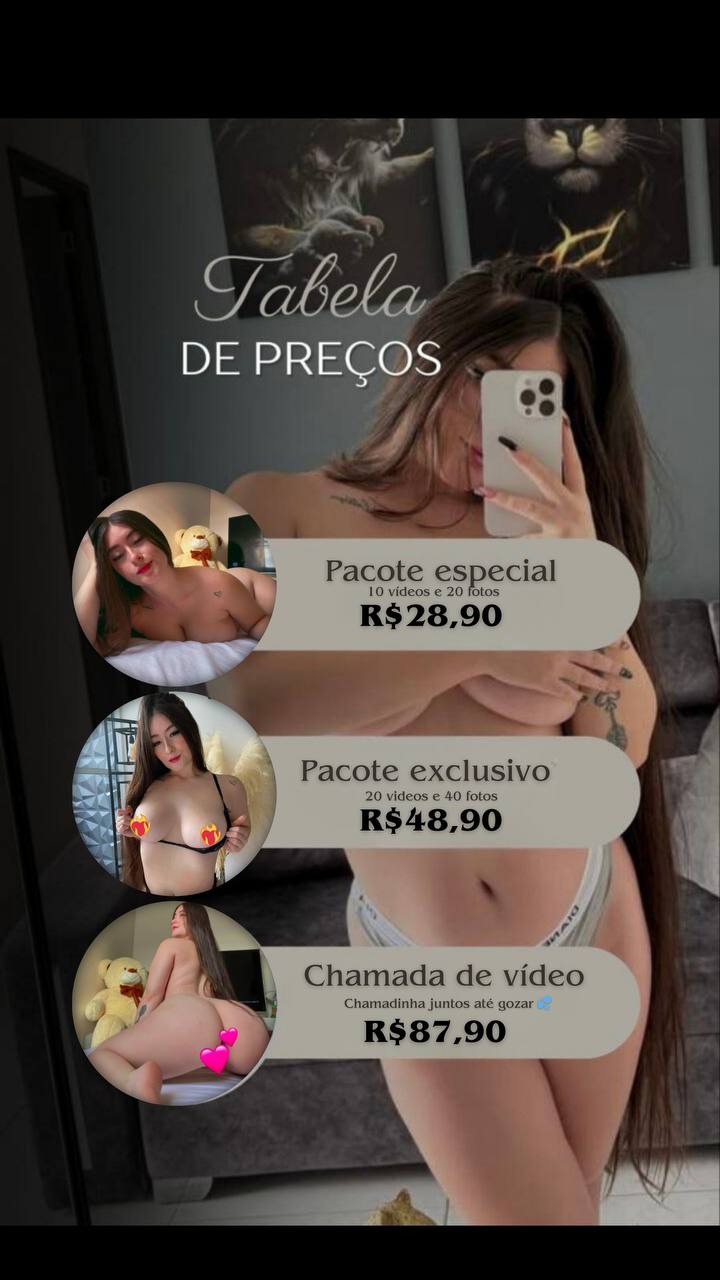 Tabela
DE PREÇOS
Pacote especial
10 vídeos e 20 fotos
R$28,90
Pacote exclusivo
20 videos e 40 fotos
R$48,90
Chamada de vídeo
Chamadinha juntos até gozar 💦
R$87,90